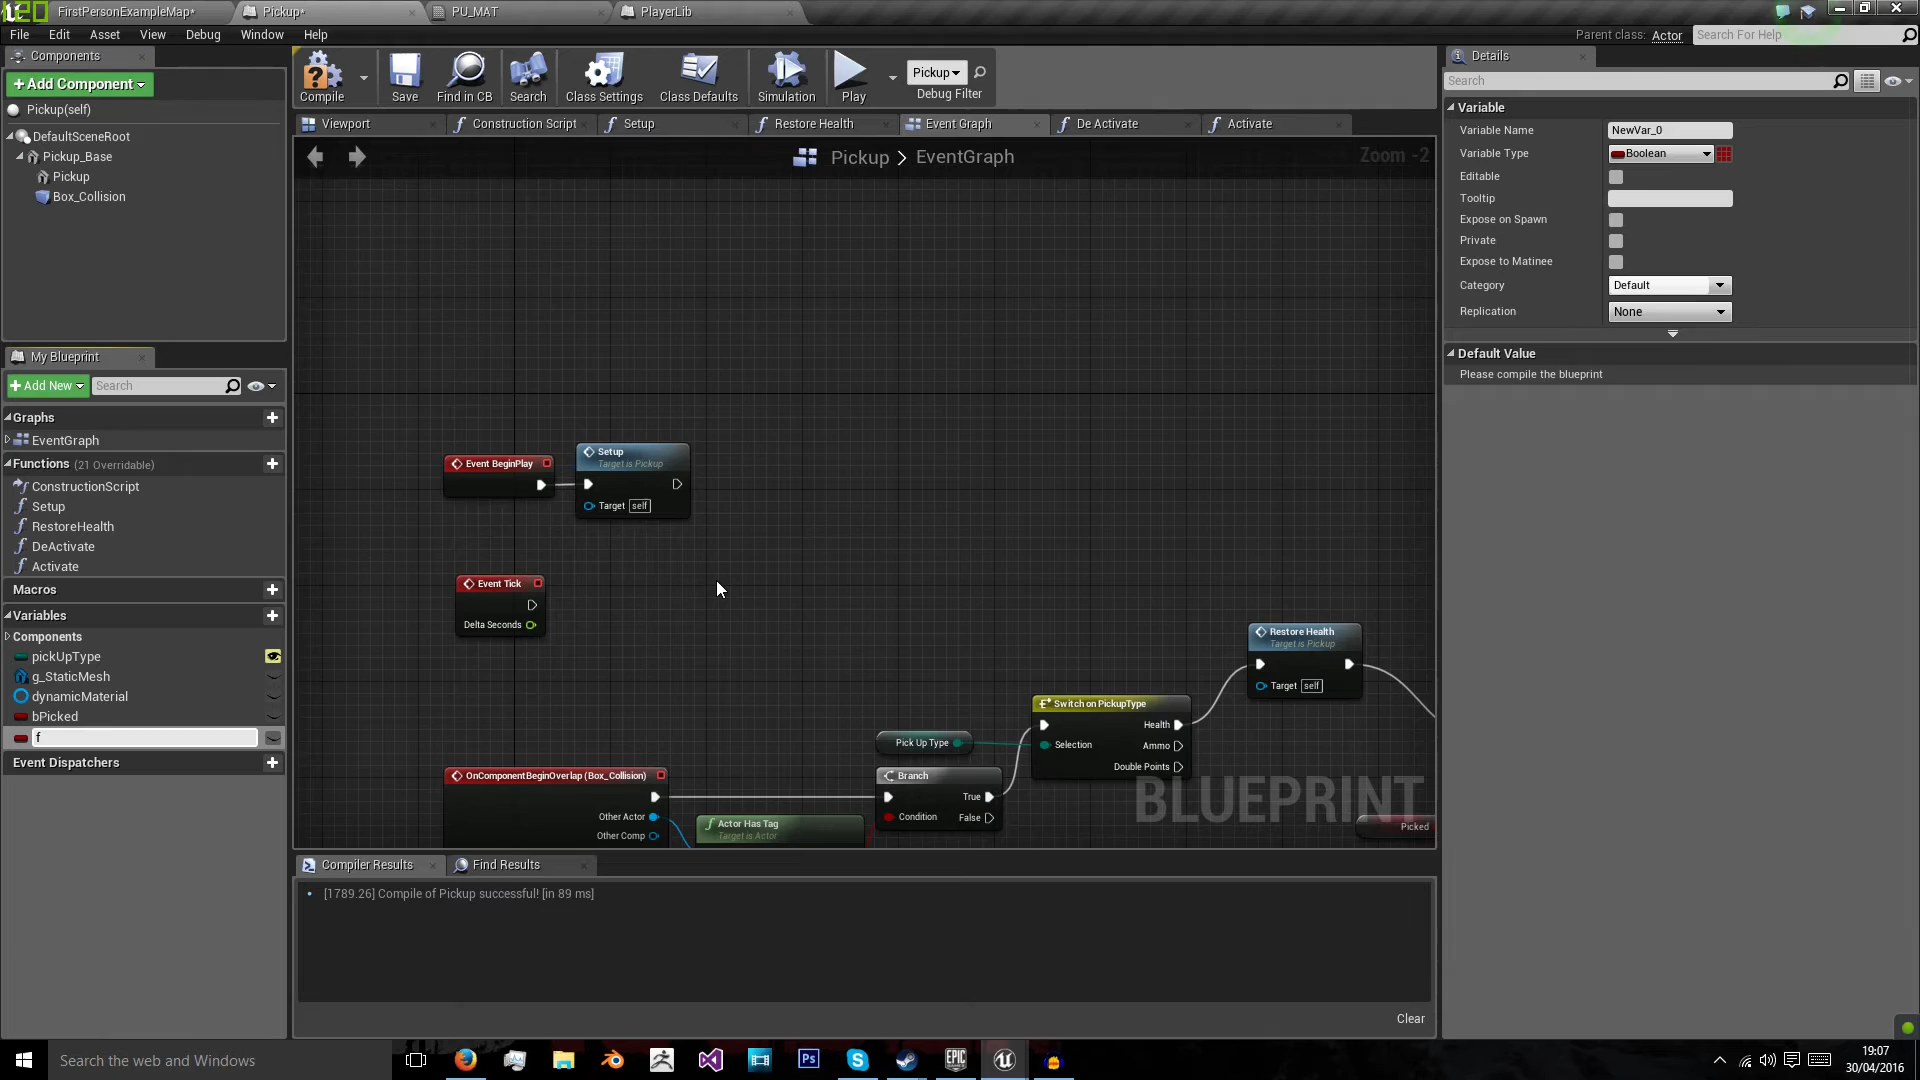 FirstPersonExampleMap*
Pickup*
PU_MAT
PlayerLib
File Edit Asset View Debug Window Help
Parent class: Actor
Search For Help
Components
+Add Component
Pickup(self)
DefaultSceneRoot
Pickup_Base
Pickup
Box_Collision
Compile
Save
Find in CB
Search
Class Settings
Class Defaults
Simulation
Play
Pickup
Debug Filter
Viewport
Construction Script
Setup
Restore Health
Event Graph
De Activate
Activate
Pickup > EventGraph
Zoom -2
My Blueprint
+Add New
Search
Graphs
EventGraph
Functions (21 Overridable)
ConstructionScript
Setup
RestoreHealth
DeActivate
Activate
Macros
Variables
Components
pickUpType
g_StaticMesh
dynamicMaterial
bPicked
f
Event Dispatchers
Event BeginPlay
Setup
Target is Pickup
Target self
Event Tick
Delta Seconds
Restore Health
Target is Pickup
Target self
Switch on PickupType
Health
Selection
Ammo
Double Points
Pick Up Type
OnComponentBeginOverlap (Box_Collision)
Other Actor
Other Comp
Branch
True
Condition
False
Actor Has Tag
Target is Actor
Picked
BLUEPRINT
Compiler Results
Find Results
[1789.26] Compile of Pickup successful! [in 89 ms]
Clear
Details
Search
Variable
Variable Name NewVar_0
Variable Type Boolean
Editable
Tooltip
Expose on Spawn
Private
Expose to Matinee
Category Default
Replication None
Default Value
Please compile the blueprint
Search the web and Windows
Ps
EPIC GAMES
19:07
30/04/2016